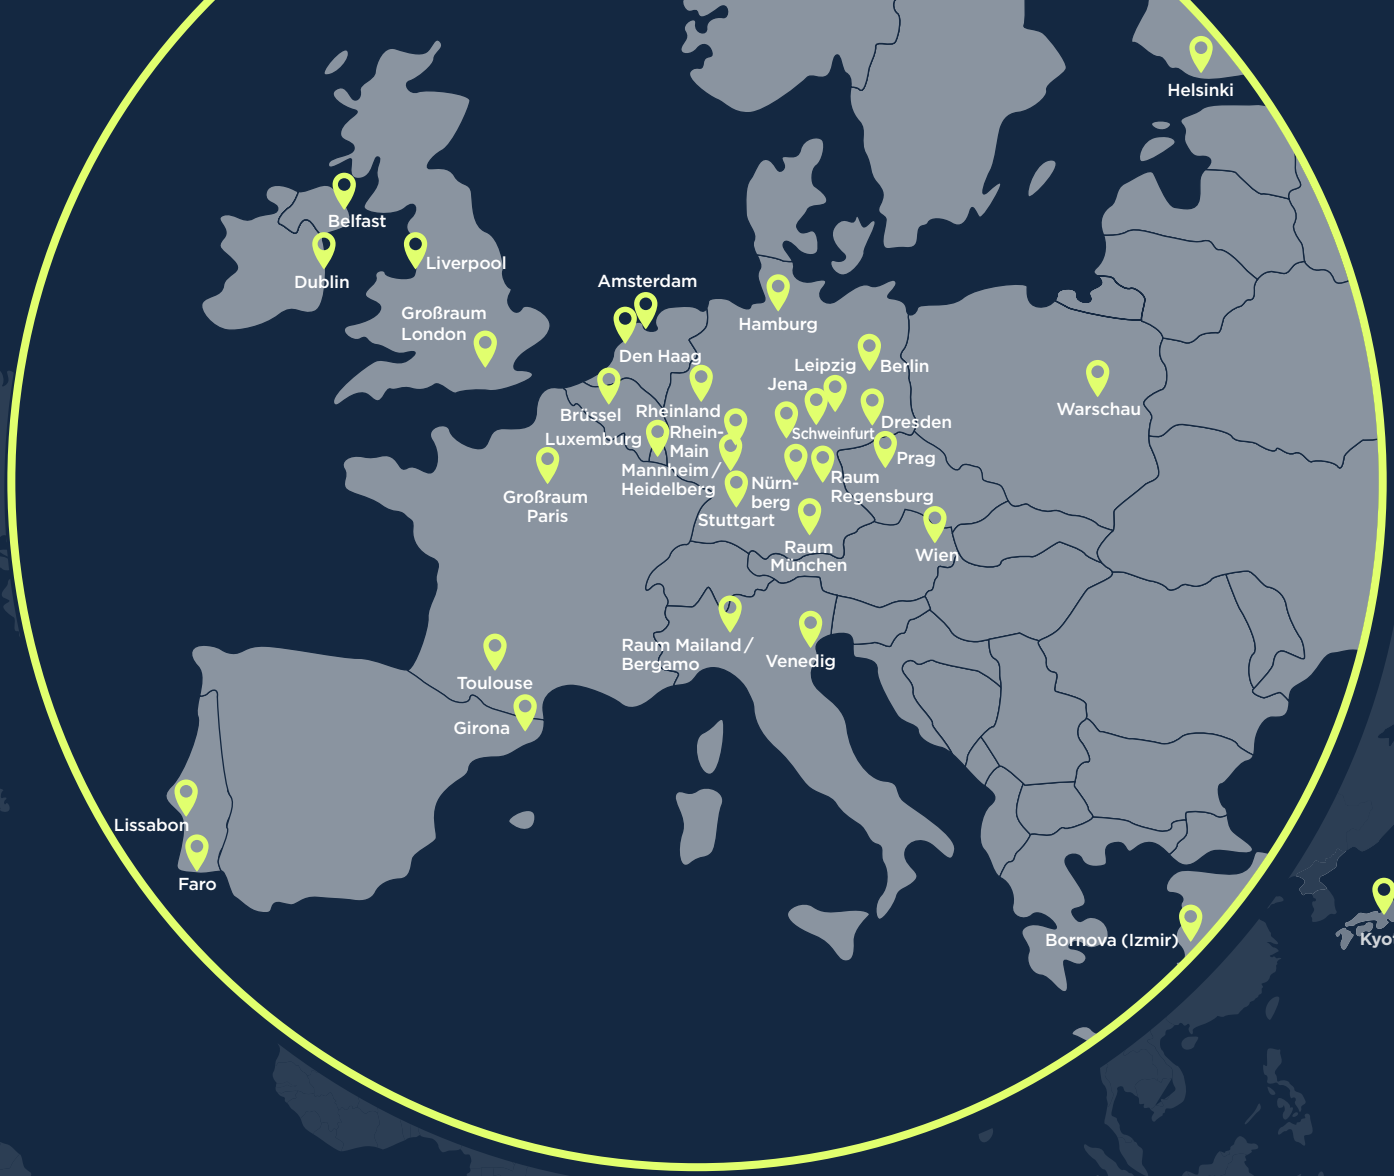 Helsinki
Belfast
Dublin
Liverpool
Großraum
London
Amsterdam
Den Haag
Hamburg
Leipzig
Berlin
Jena
Warschau
Brüssel
Rheinland
Schweinfurt
Dresden
Luxemburg
Rhein-
Main
Prag
Mannheim /
Heidelberg
Nürn-
berg
Raum
Regensburg
Großraum
Paris
Stuttgart
Raum
München
Wien
Raum Mailand /
Bergamo
Venedig
Toulouse
Girona
Lissabon
Faro
Bornova (Izmir)
Kyo